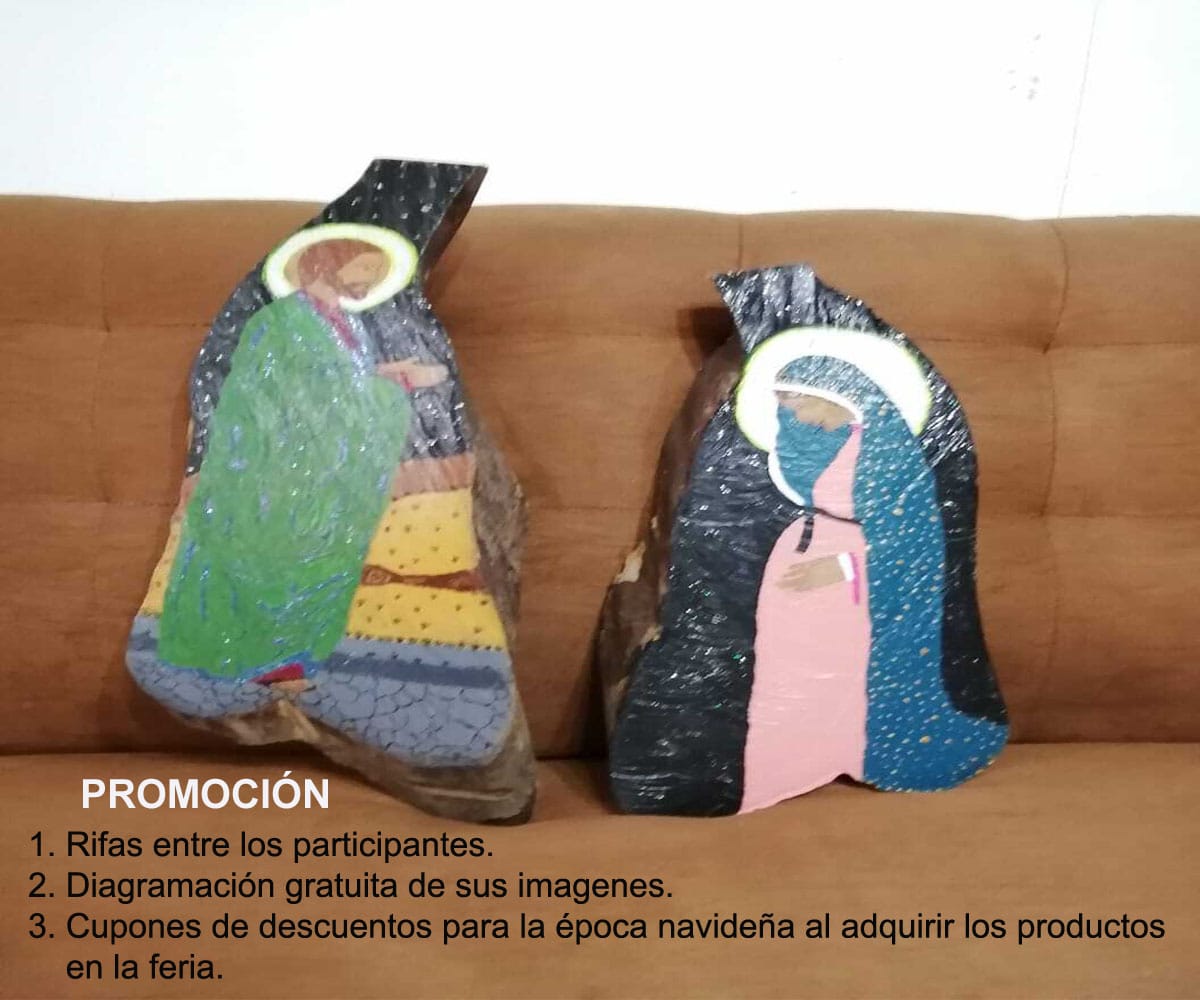 PROMOCIÓN
1. Rifas entre los participantes.
2. Diagramación gratuita de sus imagenes.
3. Cupones de descuentos para la época navideña al adquirir los productos
en la feria.